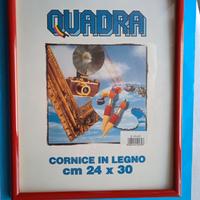 QUADRA
CORNICE IN LEGNO
cm 24 x 30